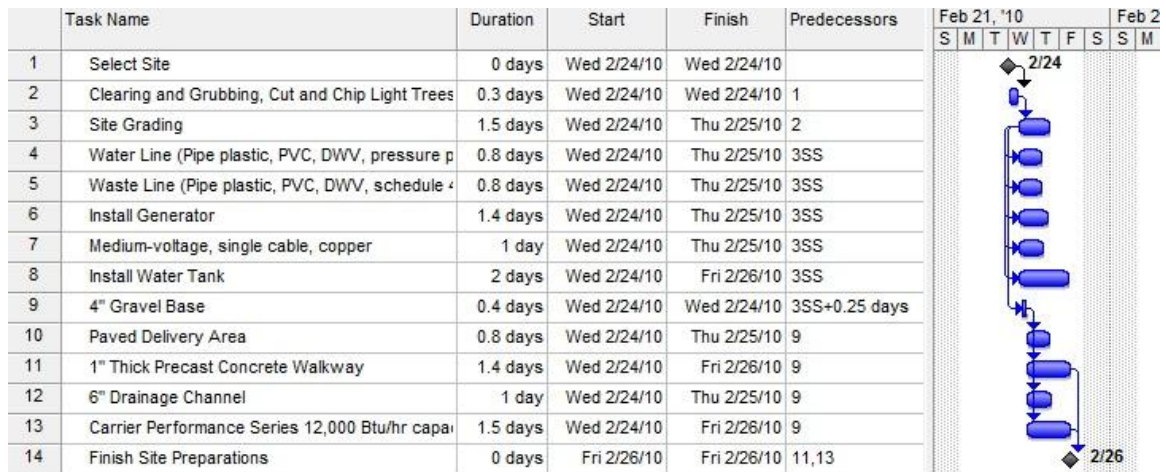 Task Name Duration Start Finish Predecessors Feb 21, '10 Feb 2
S M T W T F S S M
1 Select Site 0 days Wed 2/24/10 Wed 2/24/10 2/24
2 Clearing and Grubbing, Cut and Chip Light Trees 0.3 days Wed 2/24/10 Wed 2/24/10 1
3 Site Grading 1.5 days Wed 2/24/10 Thu 2/25/10 2
4 Water Line (Pipe plastic, PVC, DWV, pressure p 0.8 days Wed 2/24/10 Thu 2/25/10 3SS
5 Waste Line (Pipe plastic, PVC, DWV, schedule 0.8 days Wed 2/24/10 Thu 2/25/10 3SS
6 Install Generator 1.4 days Wed 2/24/10 Thu 2/25/10 3SS
7 Medium-voltage, single cable, copper 1 day Wed 2/24/10 Thu 2/25/10 3SS
8 Install Water Tank 2 days Wed 2/24/10 Fri 2/26/10 3SS
9 4" Gravel Base 0.4 days Wed 2/24/10 Wed 2/24/10 3SS+0.25 days
10 Paved Delivery Area 0.8 days Wed 2/24/10 Thu 2/25/10 9
11 1" Thick Precast Concrete Walkway 1.4 days Wed 2/24/10 Fri 2/26/10 9
12 6" Drainage Channel 1 day Wed 2/24/10 Thu 2/25/10 9
13 Carrier Performance Series 12,000 Btu/hr capa 1.5 days Wed 2/24/10 Fri 2/26/10 9
14 Finish Site Preparations 0 days Fri 2/26/10 Fri 2/26/10 11,13 2/26